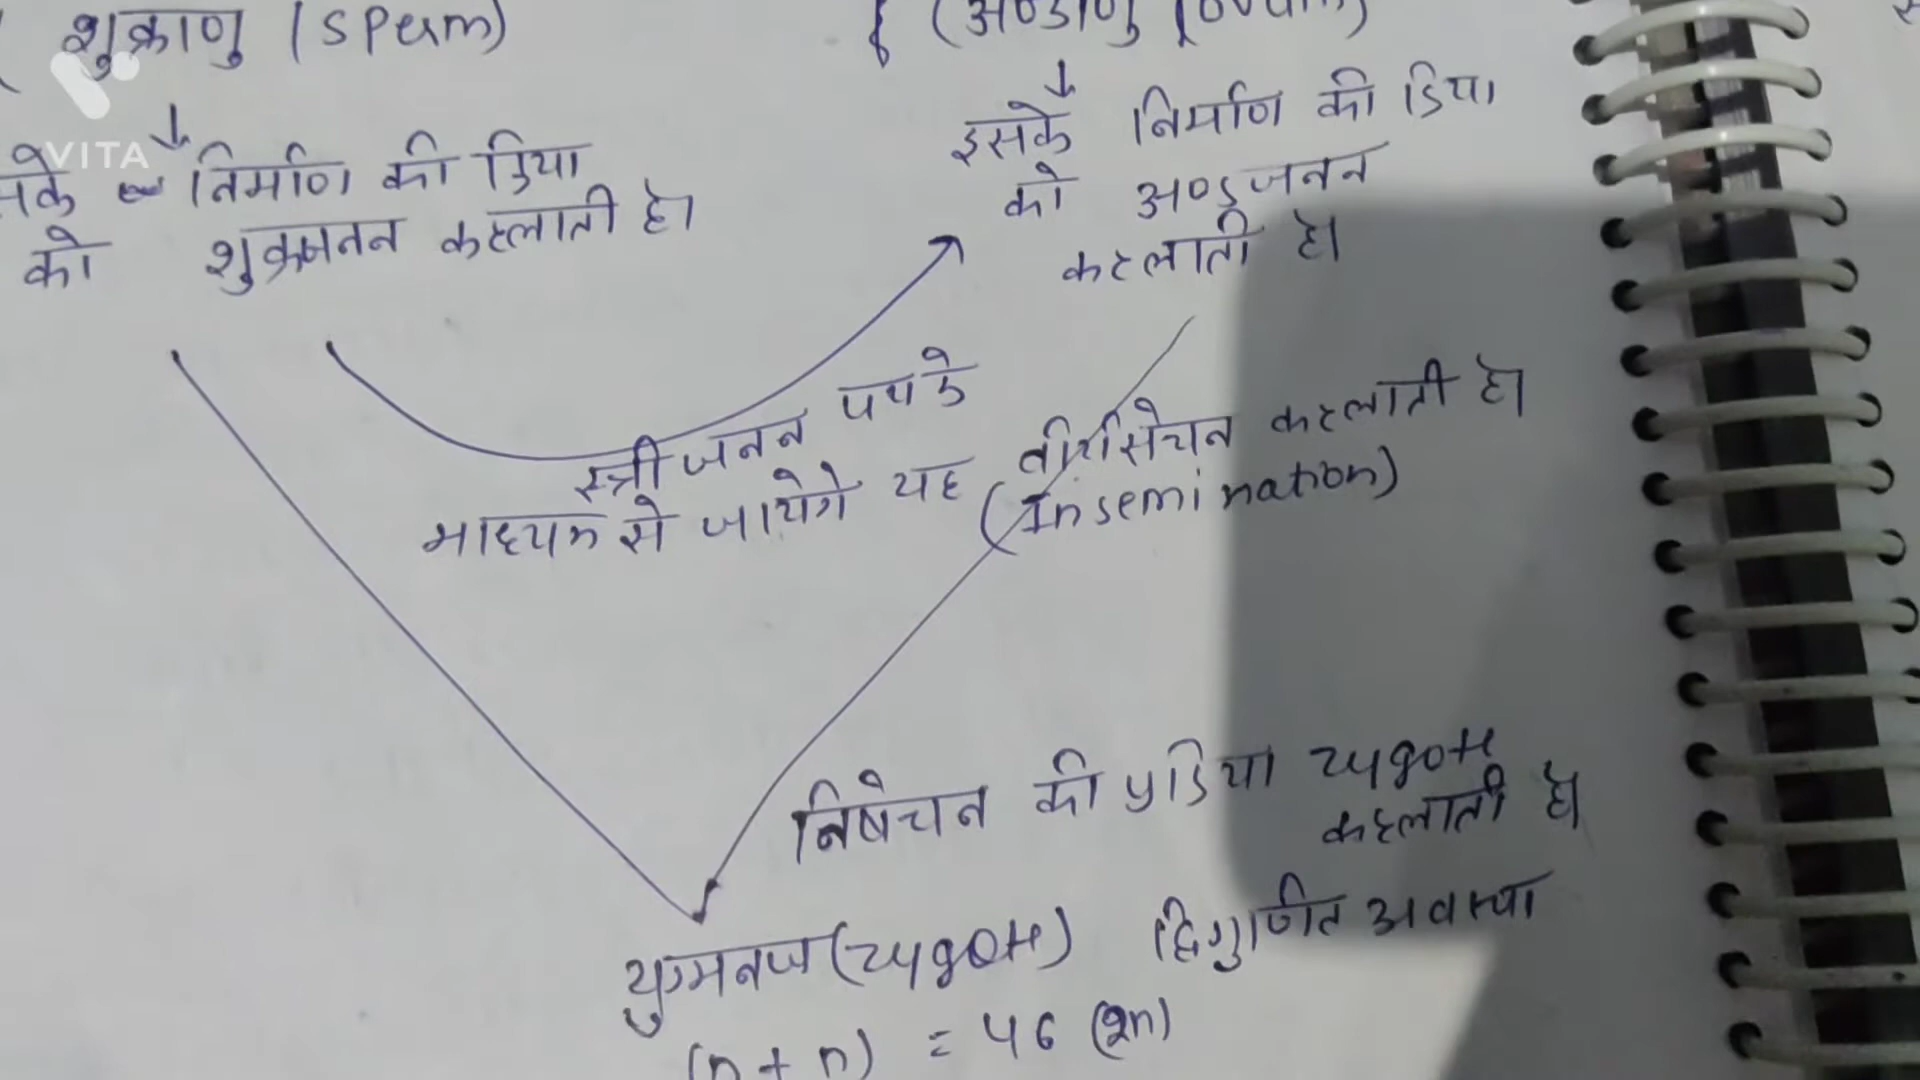 शुक्राणु (sperm)
(अण्डाणु (ovum)
VITA
निर्माण की क्रिया
को शुक्रजनन कहलाती है।
इसके निर्माण की क्रिया
को अण्डजनन
कहलाती है।
स्त्री जनन पथ के
माध्यम से जायेगे यह वीर्यसेचन कहलाती है।
(Insemination)
निषेचन की प्रक्रिया zygote
कहलाती है।
युग्मनज (zygote) द्विगुणित अवस्था
(n + n) = 46 (2n)